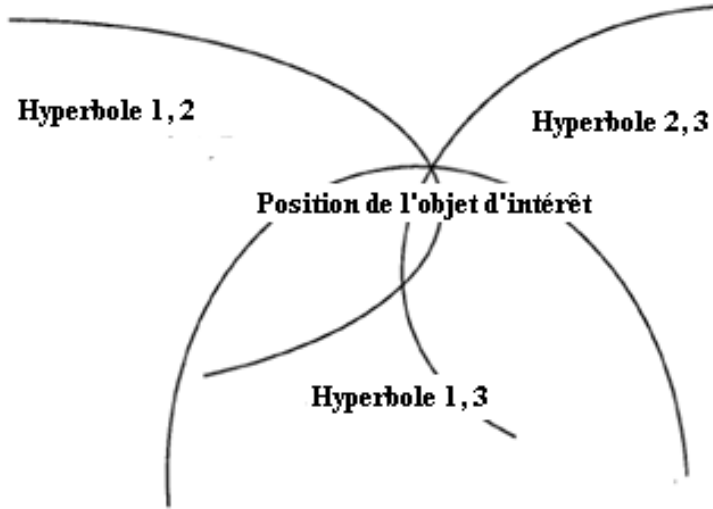 Hyperbole 1, 2
Hyperbole 2, 3
Position de l'objet d'intérêt
Hyperbole 1, 3